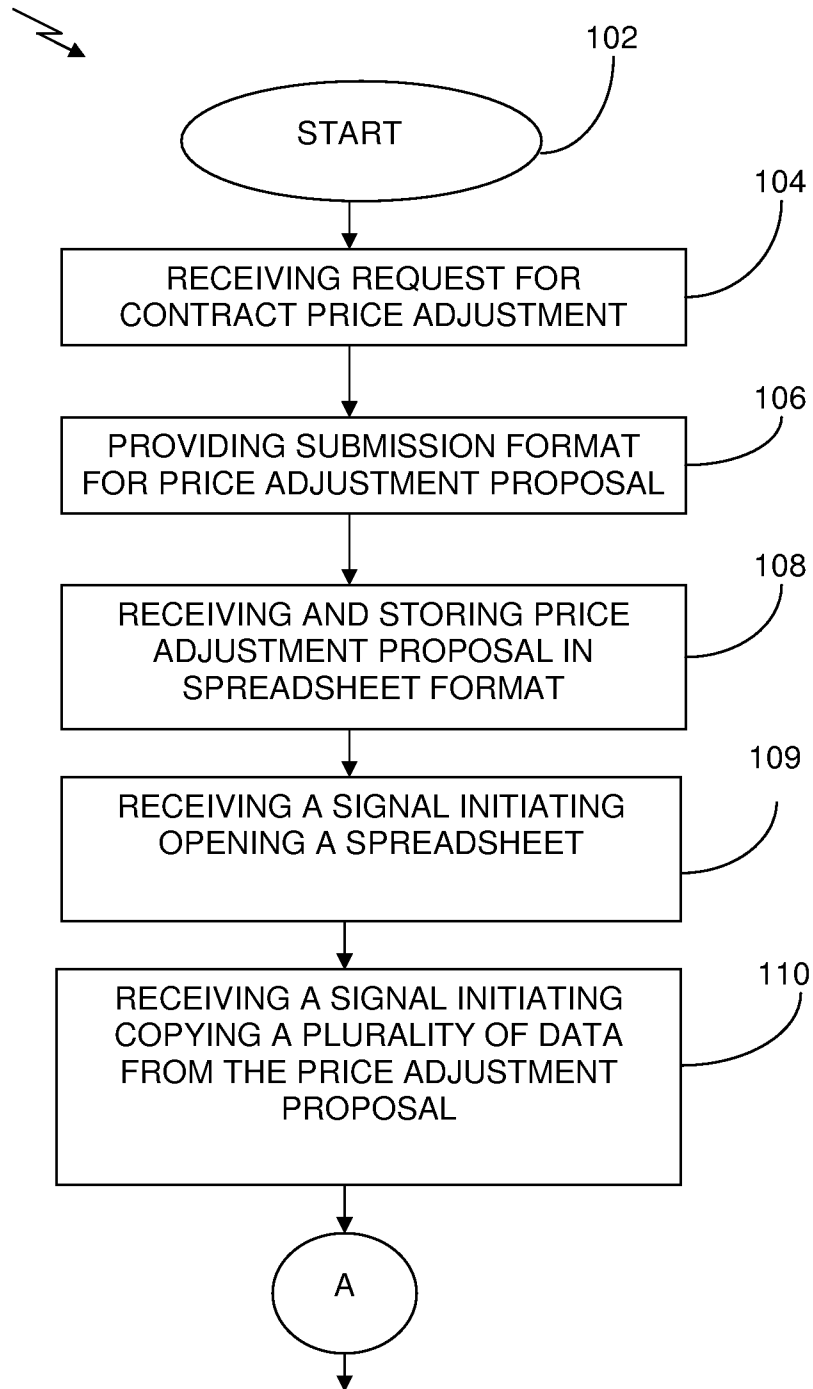 102
START
104
RECEIVING REQUEST FOR
CONTRACT PRICE ADJUSTMENT
106
PROVIDING SUBMISSION FORMAT
FOR PRICE ADJUSTMENT PROPOSAL
108
RECEIVING AND STORING PRICE
ADJUSTMENT PROPOSAL IN
SPREADSHEET FORMAT
109
RECEIVING A SIGNAL INITIATING
OPENING A SPREADSHEET
110
RECEIVING A SIGNAL INITIATING
COPYING A PLURALITY OF DATA
FROM THE PRICE ADJUSTMENT
PROPOSAL
A